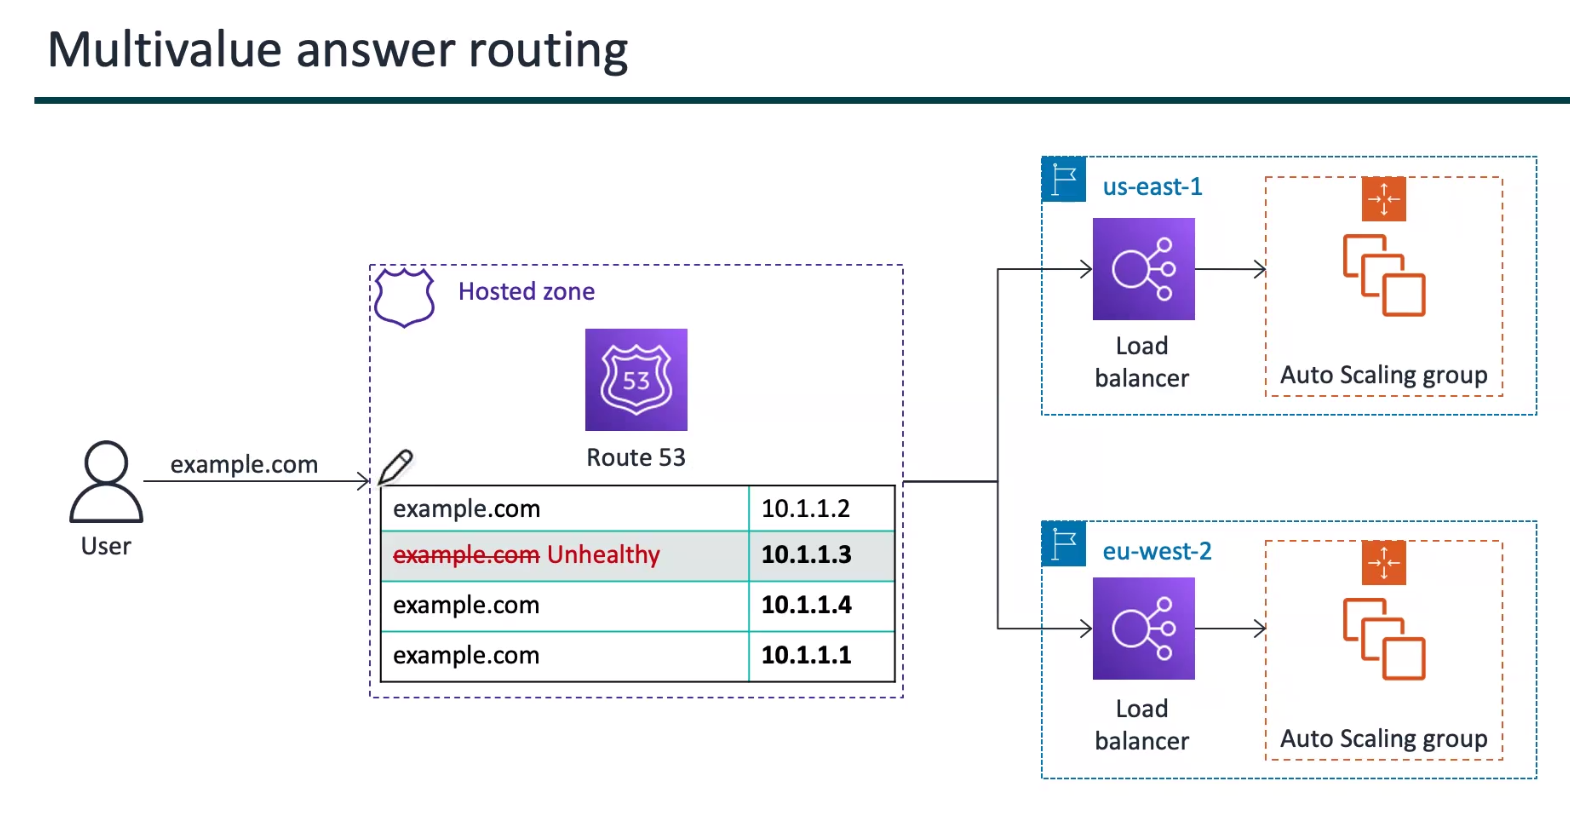 Multivalue answer routing
us-east-1
Load
balancer
Auto Scaling group
Hosted zone
53
Route 53
example.com
User
example.com 10.1.1.2
example.com Unhealthy 10.1.1.3
example.com 10.1.1.4
example.com 10.1.1.1
eu-west-2
Load
balancer
Auto Scaling group